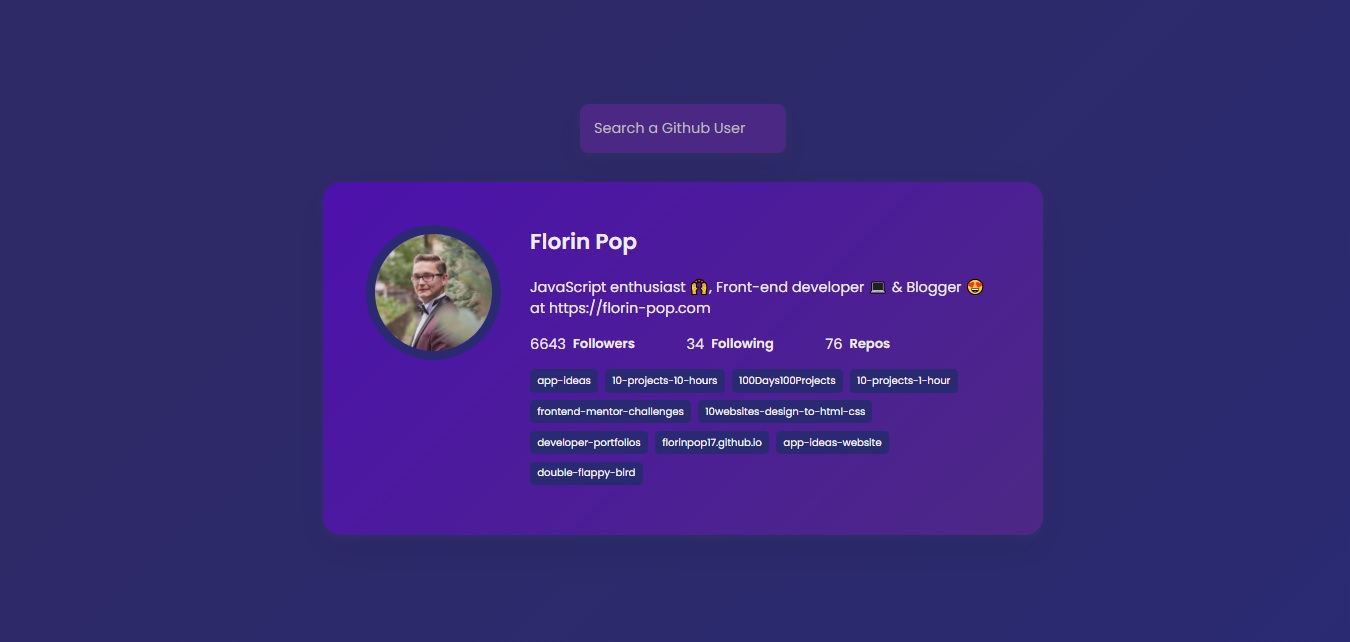 Search a Github User
Florin Pop
JavaScript enthusiast 🙌, Front-end developer 💻 & Blogger 🤩
at https://florin-pop.com
6643 Followers 34 Following 76 Repos
app-ideas 10-projects-10-hours 100Days100Projects 10-projects-1-hour
frontend-mentor-challenges 10websites-design-to-html-css
developer-portfolios florinpop17.github.io app-ideas-website
double-flappy-bird